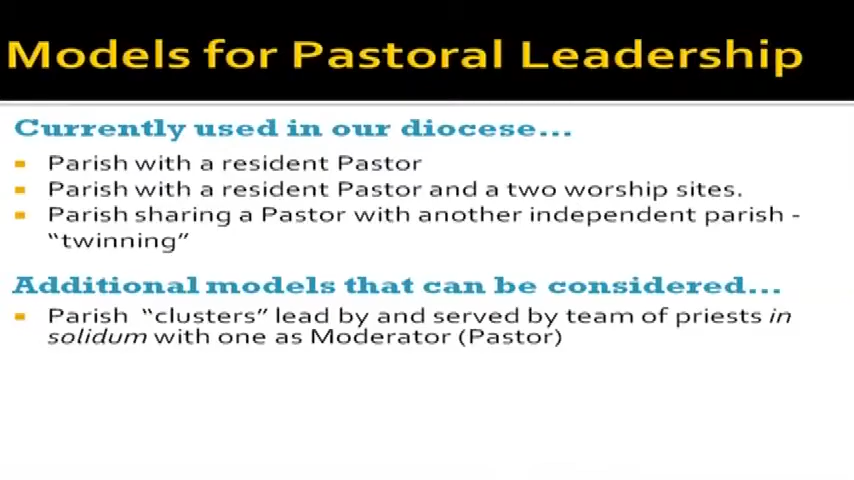 Models for Pastoral Leadership
Currently used in our diocese...
Parish with a resident Pastor
Parish with a resident Pastor and a two worship sites.
Parish sharing a Pastor with another independent parish -
“twinning”
Additional models that can be considered...
Parish “clusters” lead by and served by team of priests in
solidum with one as Moderator (Pastor)